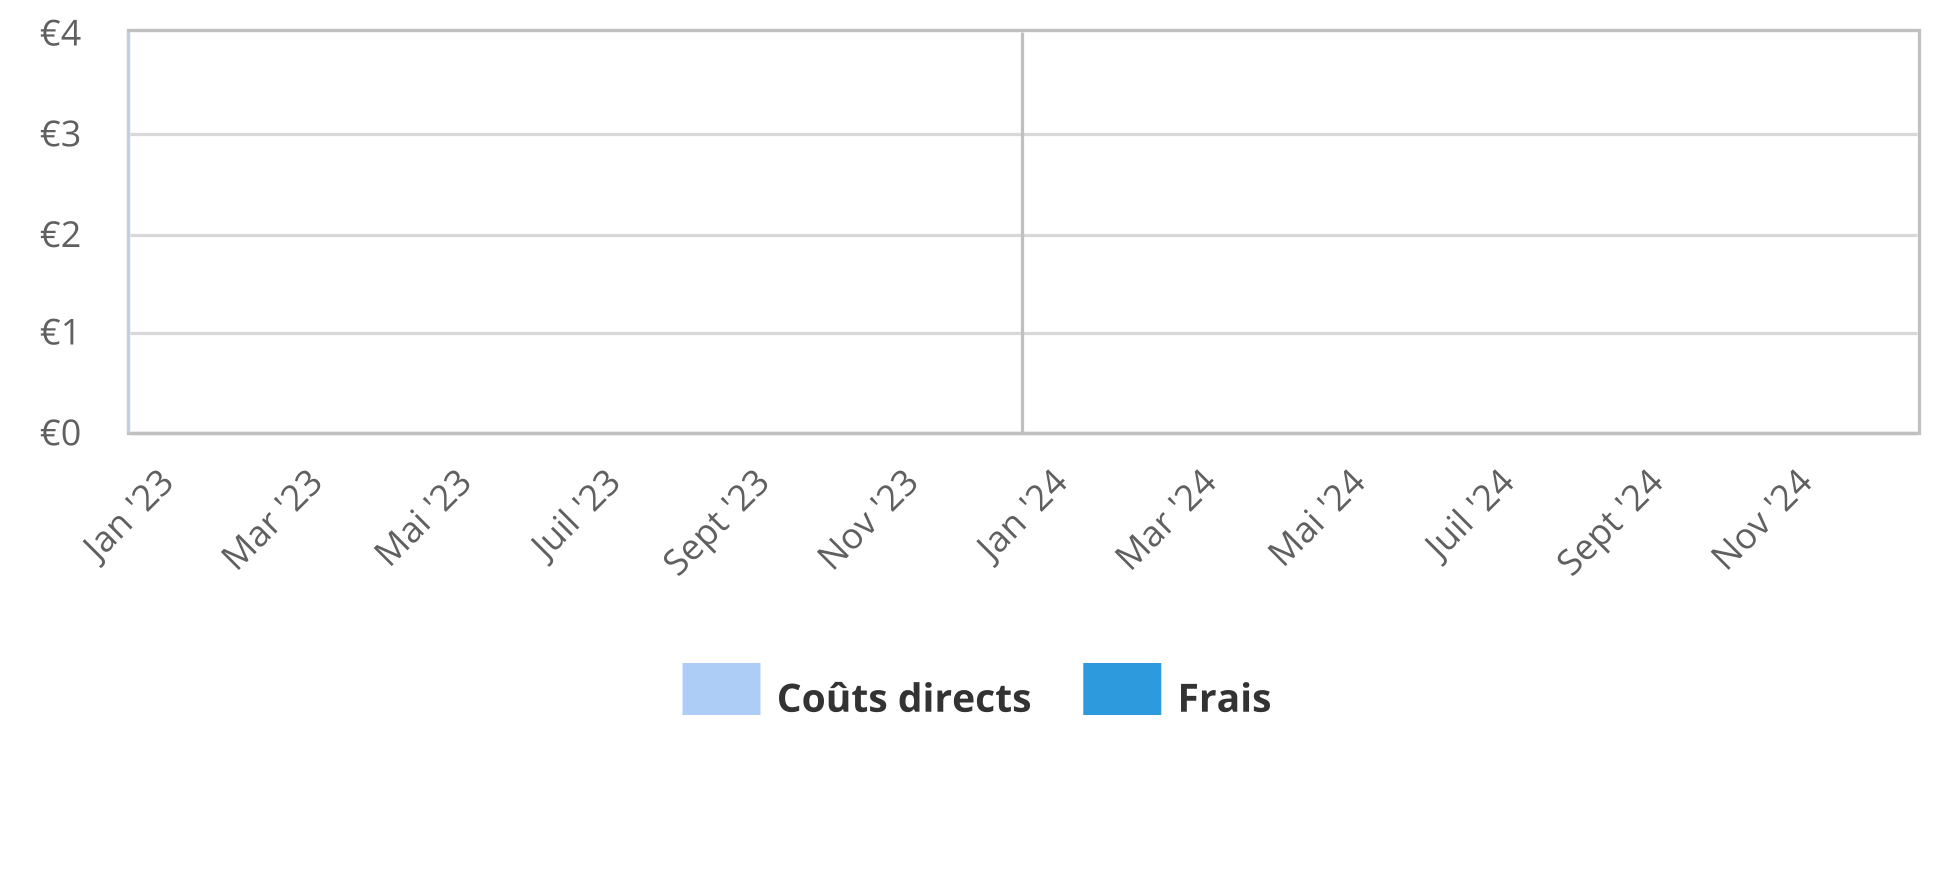 €4
€3
€2
€1
€0
Jan '23
Mar '23
Mai '23
Juil '23
Sept '23
Nov '23
Jan '24
Mar '24
Mai '24
Juil '24
Sept '24
Nov '24
Coûts directs
Frais